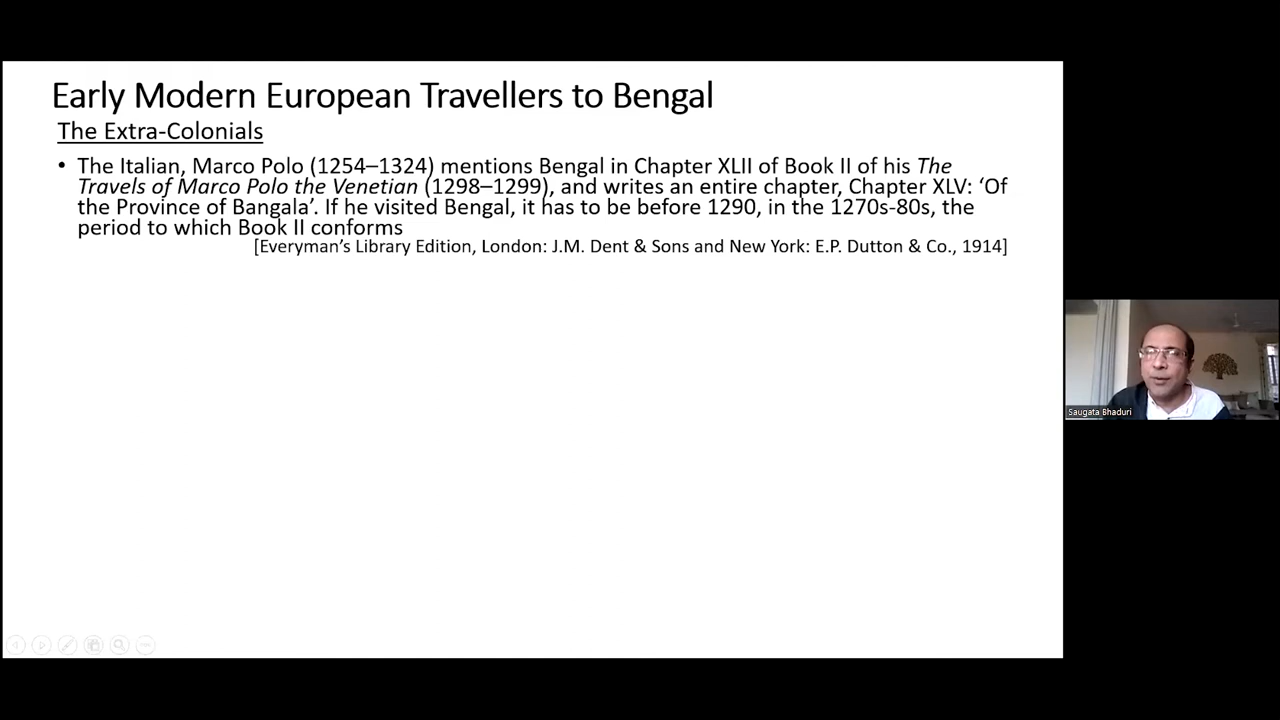 Early Modern European Travellers to Bengal
The Extra-Colonials
• The Italian, Marco Polo (1254–1324) mentions Bengal in Chapter XLII of Book II of his The
Travels of Marco Polo the Venetian (1298–1299), and writes an entire chapter, Chapter XLV: ‘Of
the Province of Bangala’. If he visited Bengal, it has to be before 1290, in the 1270s-80s, the
period to which Book II conforms
[Everyman’s Library Edition, London: J.M. Dent & Sons and New York: E.P. Dutton & Co., 1914]
Saugata Bhaduri